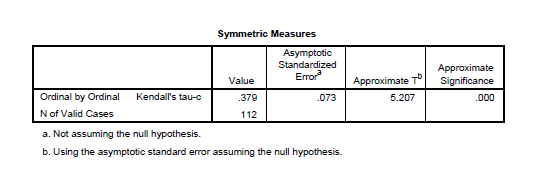 Symmetric Measures
Value Asymptotic Standardized Error^a Approximate T^b Approximate Significance
Ordinal by Ordinal Kendall's tau-c .379 .073 5.207 .000
N of Valid Cases 112
a. Not assuming the null hypothesis.
b. Using the asymptotic standard error assuming the null hypothesis.